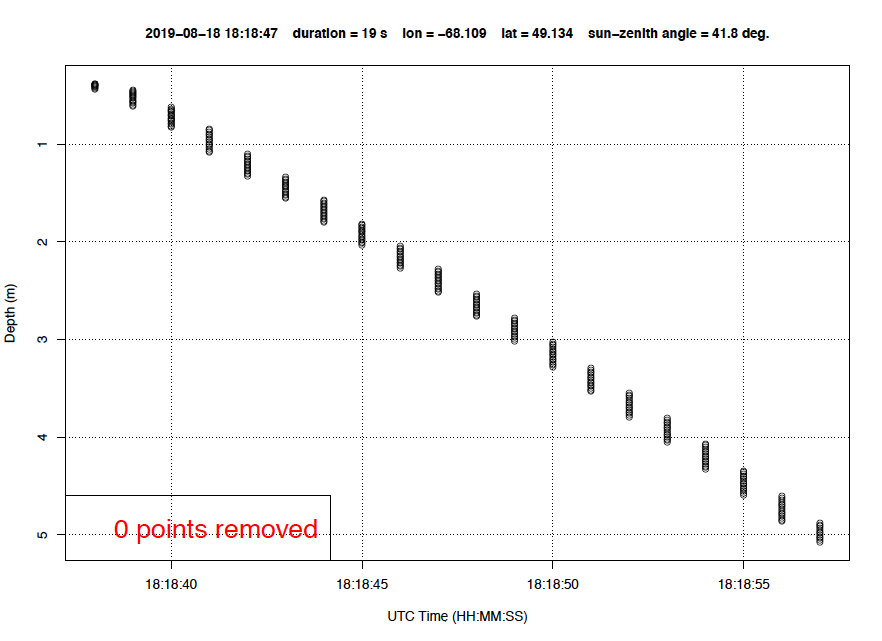 2019−08−18 18:18:47 duration = 19 s lon = −68.109 lat = 49.134 sun−zenith angle = 41.8 deg.
Depth (m)
1
2
3
4
5
0 points removed
18:18:40 18:18:45 18:18:50 18:18:55
UTC Time (HH:MM:SS)